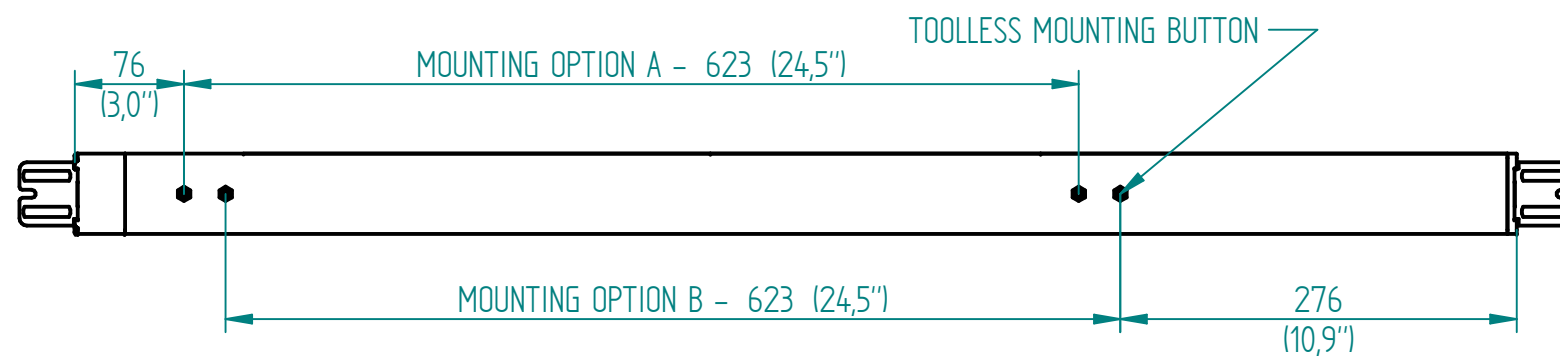 TOOLLESS MOUNTING BUTTON
76
(3,0")
MOUNTING OPTION A - 623 (24,5")
MOUNTING OPTION B - 623 (24,5")
276
(10,9")